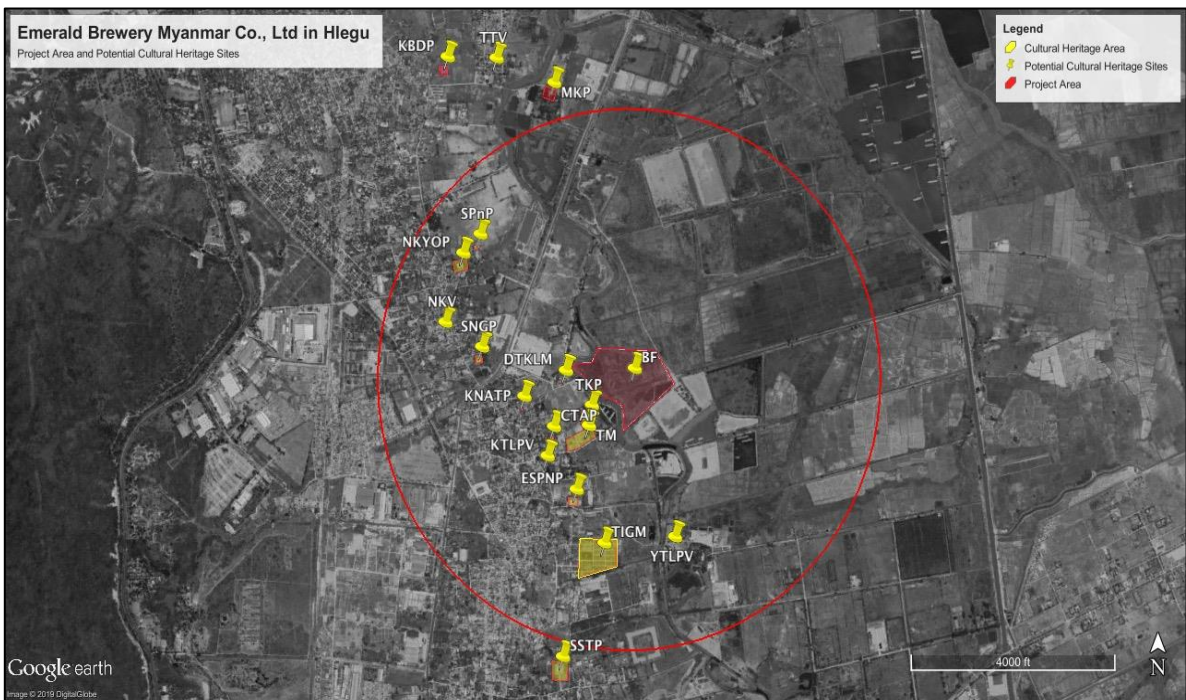 Emerald Brewery Myanmar Co., Ltd in Hlegu
Project Area and Potential Cultural Heritage Sites
Legend
Cultural Heritage Area
Potential Cultural Heritage Sites
Project Area
KBDP
TTV
MKP
SPnP
NKYOP
NKV
SNGP
DTKLM
BF
TKP
KNATP
CTAP
TM
KTLPV
ESPNP
TIGM
YTLPV
SSTP
Google earth
Image © 2019 DigitalGlobe
4000 ft
N